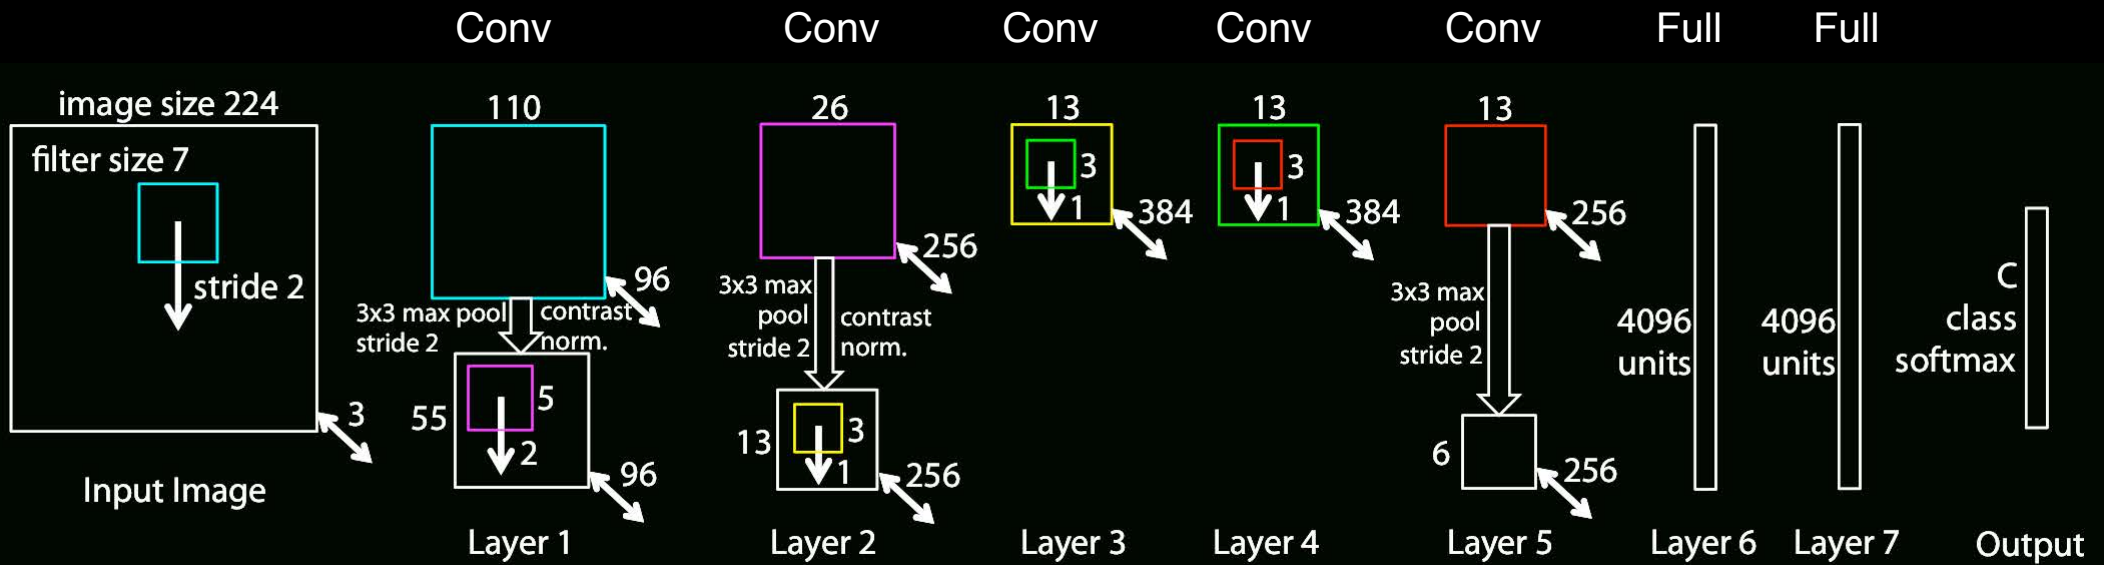 Conv
Conv
Conv
Conv
Conv
Full
Full
image size 224
filter size 7
stride 2
3
Input Image
110
96
3x3 max pool
stride 2
contrast
norm.
55
5
2
96
Layer 1
26
256
3x3 max
pool
stride 2
contrast
norm.
13
3
1
256
Layer 2
13
3
1
384
Layer 3
13
3
1
384
Layer 4
13
256
3x3 max
pool
stride 2
6
256
Layer 5
4096
units
Layer 6
4096
units
Layer 7
C
class
softmax
Output